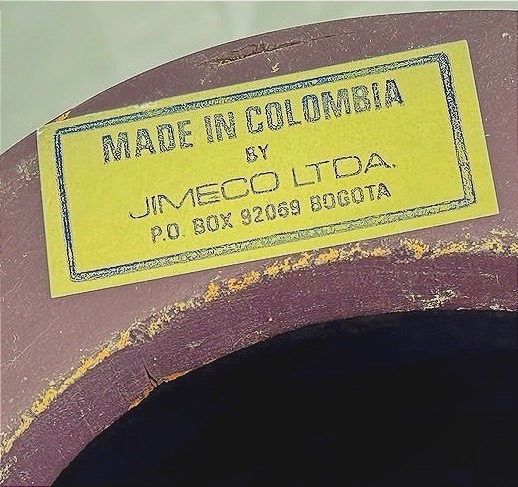 MADE IN COLOMBIA
BY
JIMECO LTDA.
P.O. BOX 92069 BOGOTA